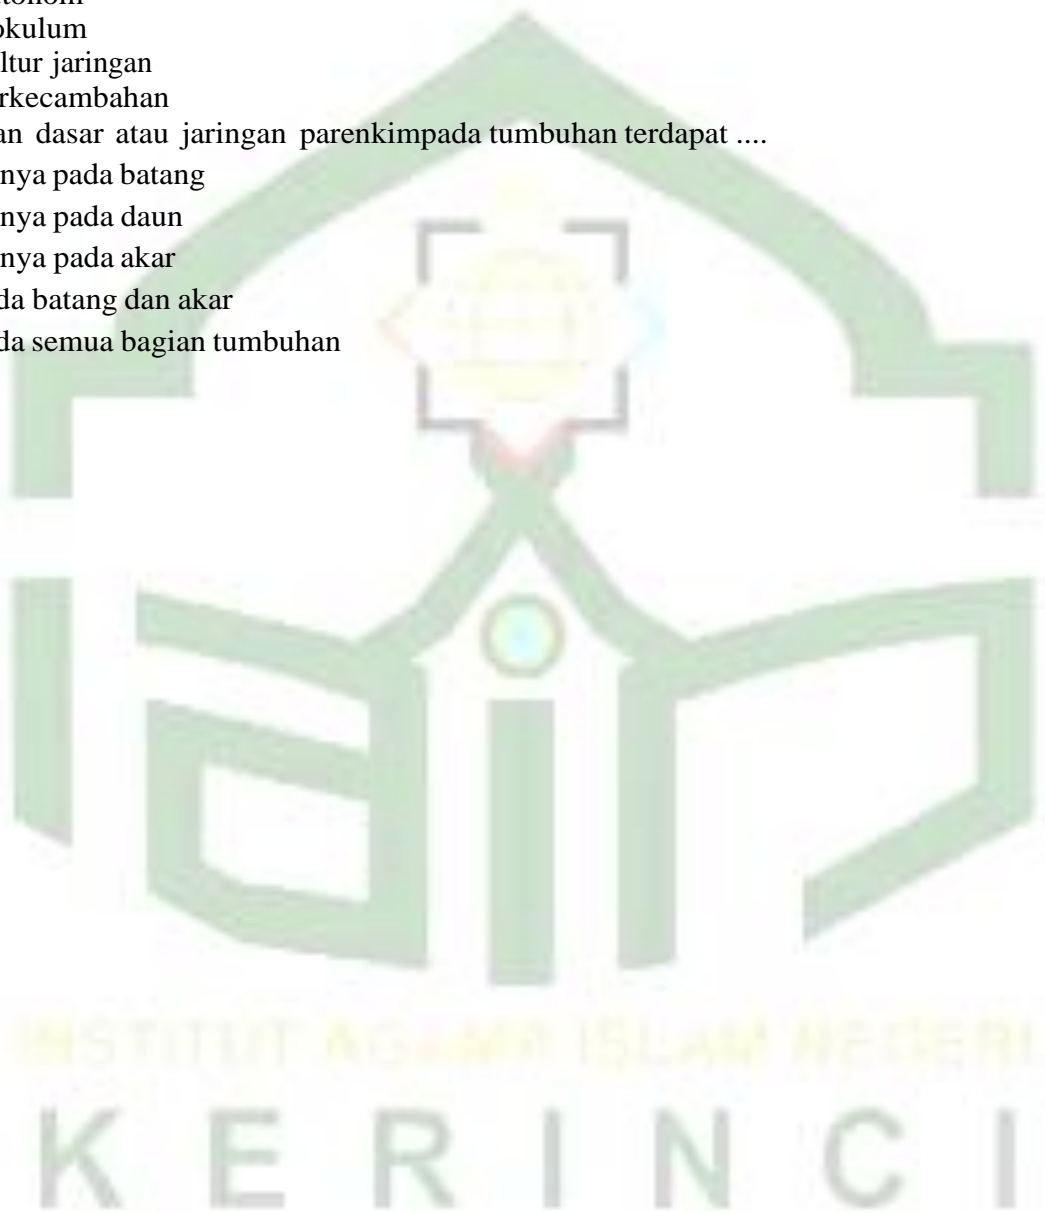 okulum
ltur jaringan
rkecambahan
an dasar atau jaringan parenkimpada tumbuhan terdapat ....
nya pada batang
nya pada daun
nya pada akar
da batang dan akar
da semua bagian tumbuhan
INSTITUT AGAMA ISLAM NEGERI
KERINCI